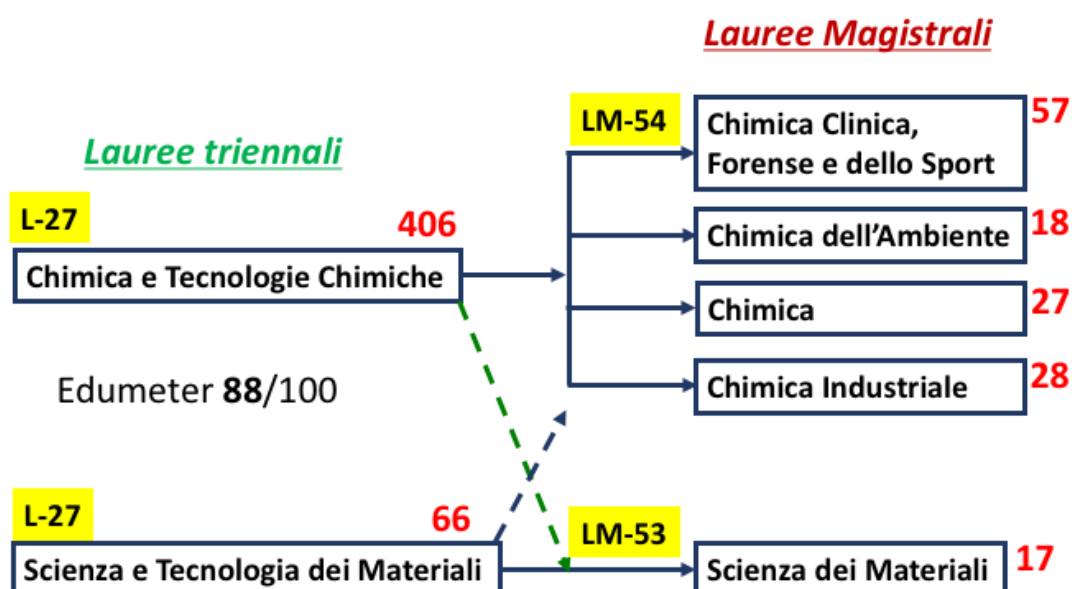 Lauree Magistrali
LM-54
57
Chimica Clinica,
Forense e dello Sport
Lauree triennali
L-27
406
18
Chimica dell'Ambiente
Chimica e Tecnologie Chimiche
27
Chimica
Edumeter 88/100
28
Chimica Industriale
L-27
66
LM-53
17
Scienza e Tecnologia dei Materiali
Scienza dei Materiali